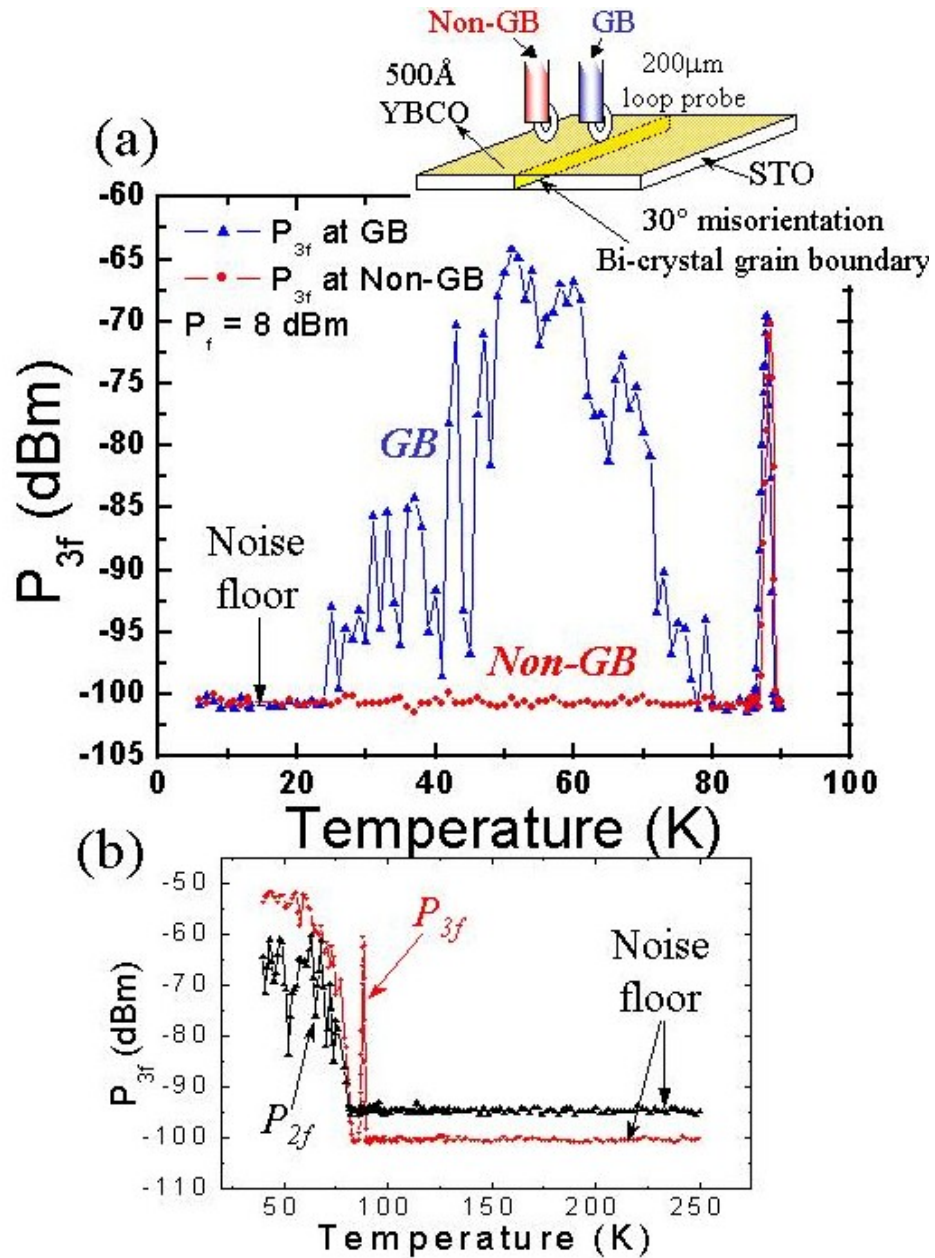 Non-GB GB
500Å
YBCO
200µm
loop probe
(a)
STO
30° misorientation
Bi-crystal grain boundary
P3f at GB
P3f at Non-GB
Pf = 8 dBm
GB
Noise
floor
Non-GB
P3f (dBm)
-60
-65
-70
-75
-80
-85
-90
-95
-100
-105
0 20 40 60 80 100
Temperature (K)
(b)
P3f (dBm)
-50
-60
-70
-80
-90
-100
-110
P3f
P2f
Noise
floor
50 100 150 200 250
Temperature (K)